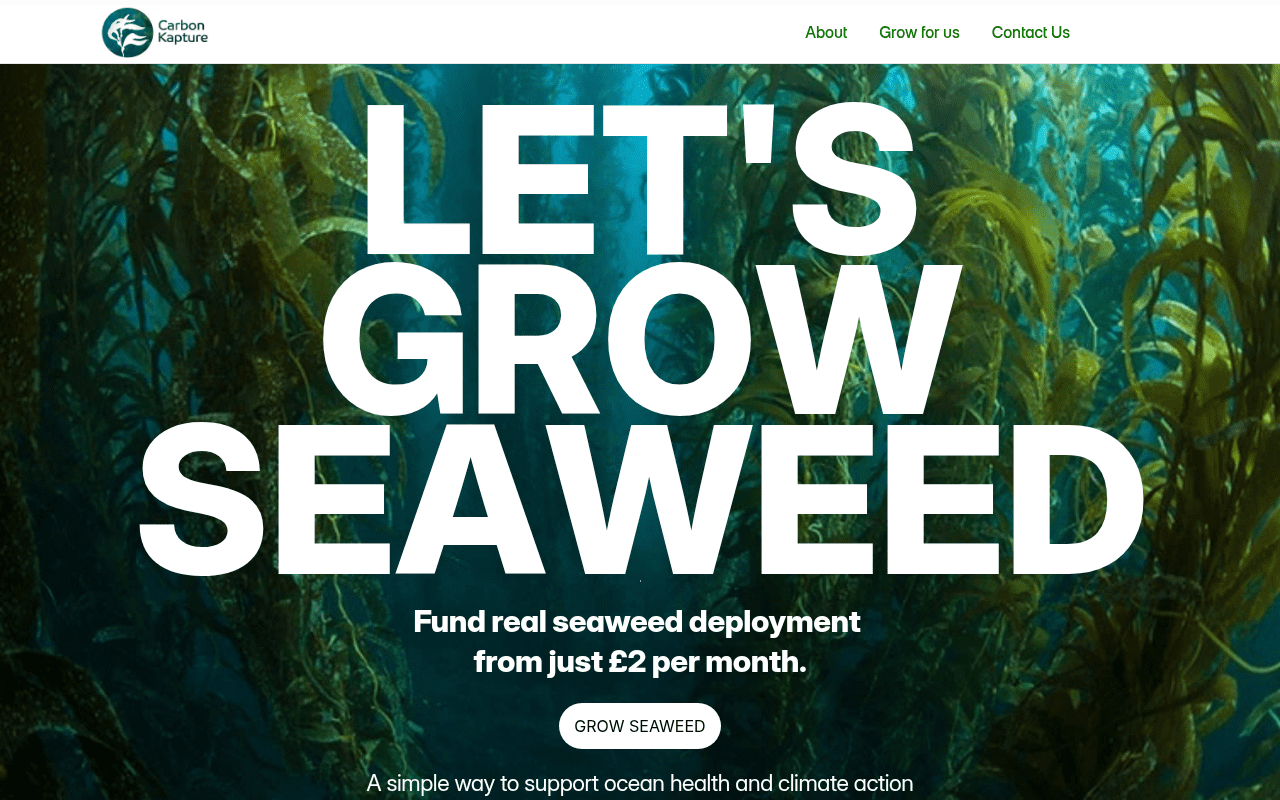 Carbon
Kapture
About
Grow for us
Contact Us
LET'S
GROW
SEAWEED
Fund real seaweed deployment
from just £2 per month.
GROW SEAWEED
A simple way to support ocean health and climate action